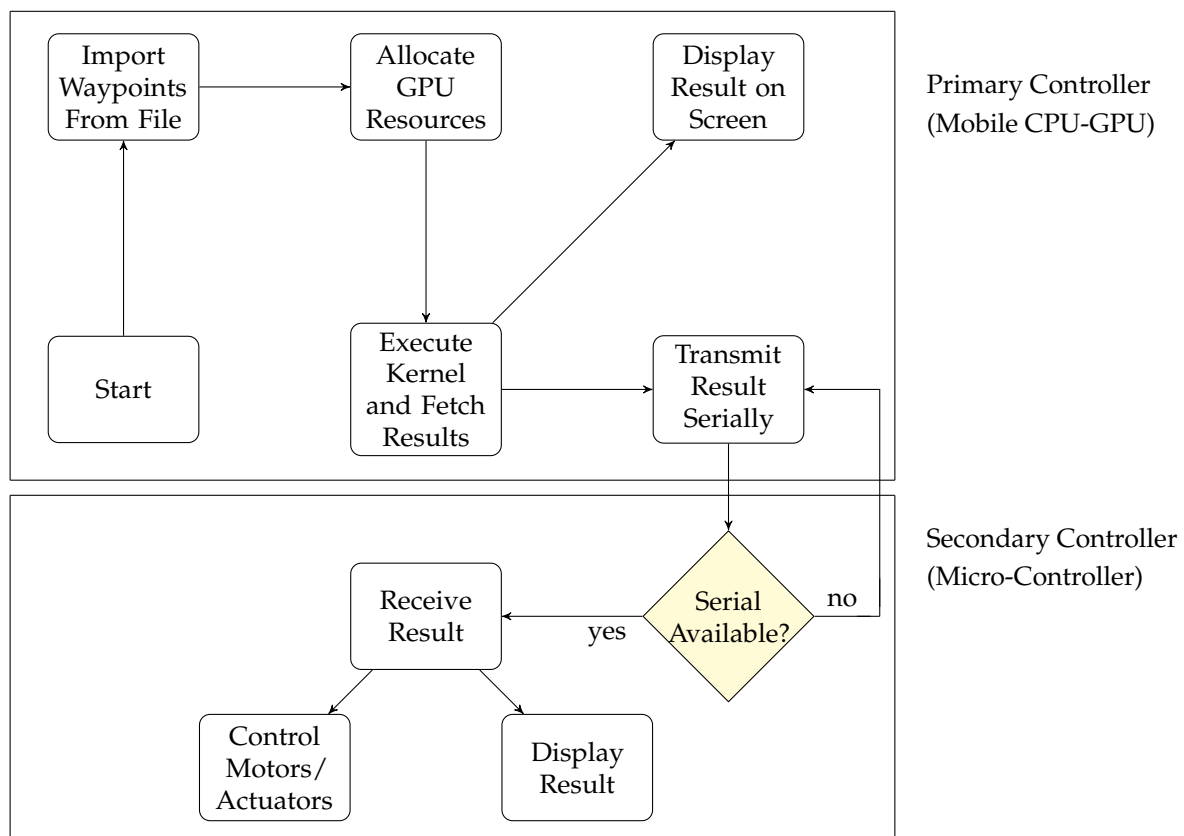 Import
Waypoints
From File
Allocate
GPU
Resources
Display
Result on
Screen
Primary Controller
(Mobile CPU-GPU)
Start
Execute
Kernel
and Fetch
Results
Transmit
Result
Serially
Secondary Controller
(Micro-Controller)
Receive
Result
yes
Serial
Available?
no
Control
Motors/
Actuators
Display
Result